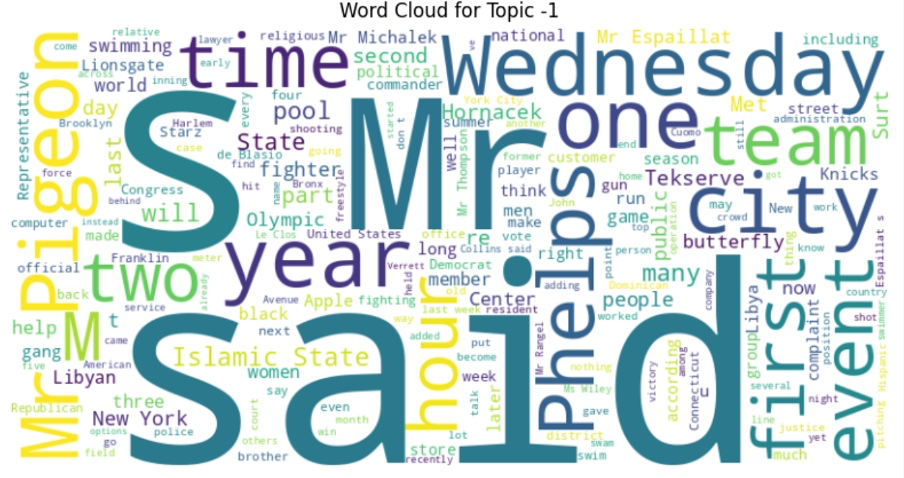 Word Cloud for Topic -1
relative
lawyer
religious
Mr Michalek
've
national
Mr Espaillat
including
come
swimming
early
time
second
Wednesday
Lionsgate
across
world
inning
political
commander
Representative
Mr Pigeon
day
four
every
pool
started
don t
York City
Hornacek
another
one
Met
street
administration
Surt
Brooklyn
Harlem
shooting
S
Mr
summer
Cuomo
team
still
Starz
State
case
de Blasio
going
well
former
customer
end
last
find
fighter
player
season
Knicks
force
Congress
hit
name
Bronx
part
freestyle
Mr Thompson
think
gun
home
Tekserve
got
city
behind
will
men
John
run
may
New
work
computer
instead
Olympic
make
game
top
public
operation
crowd
made
Le Clos
United States
office
re
vote
butterfly
thing
know
Espaillat s
Franklin
meter
year
long
Collins said
right
point
person
official
two
already
Verrett
held
Democrat
Phelps
adding
Dominican
many
company
first
now
country
back
service
Avenue
Apple
fighting
member
old
Center
people
group
Libya
complaint
position
event
shot
swimmer
help
M
t
black
hour
last week
resident
worked
came
next
way
added
Mr Rangel
gang
five
American
Islamic State
put
become
nothing
according
among
Connecticut
u
victory
Libyan
women
week
Ms Wiley
several
Hispanic
Republican
three
say
said
talk
later
gave
night
New York
court
even
month
line
options
police
win
district
justice
yet
go
others
lot
swam
field
brother
store
recently
swim
much
pitching